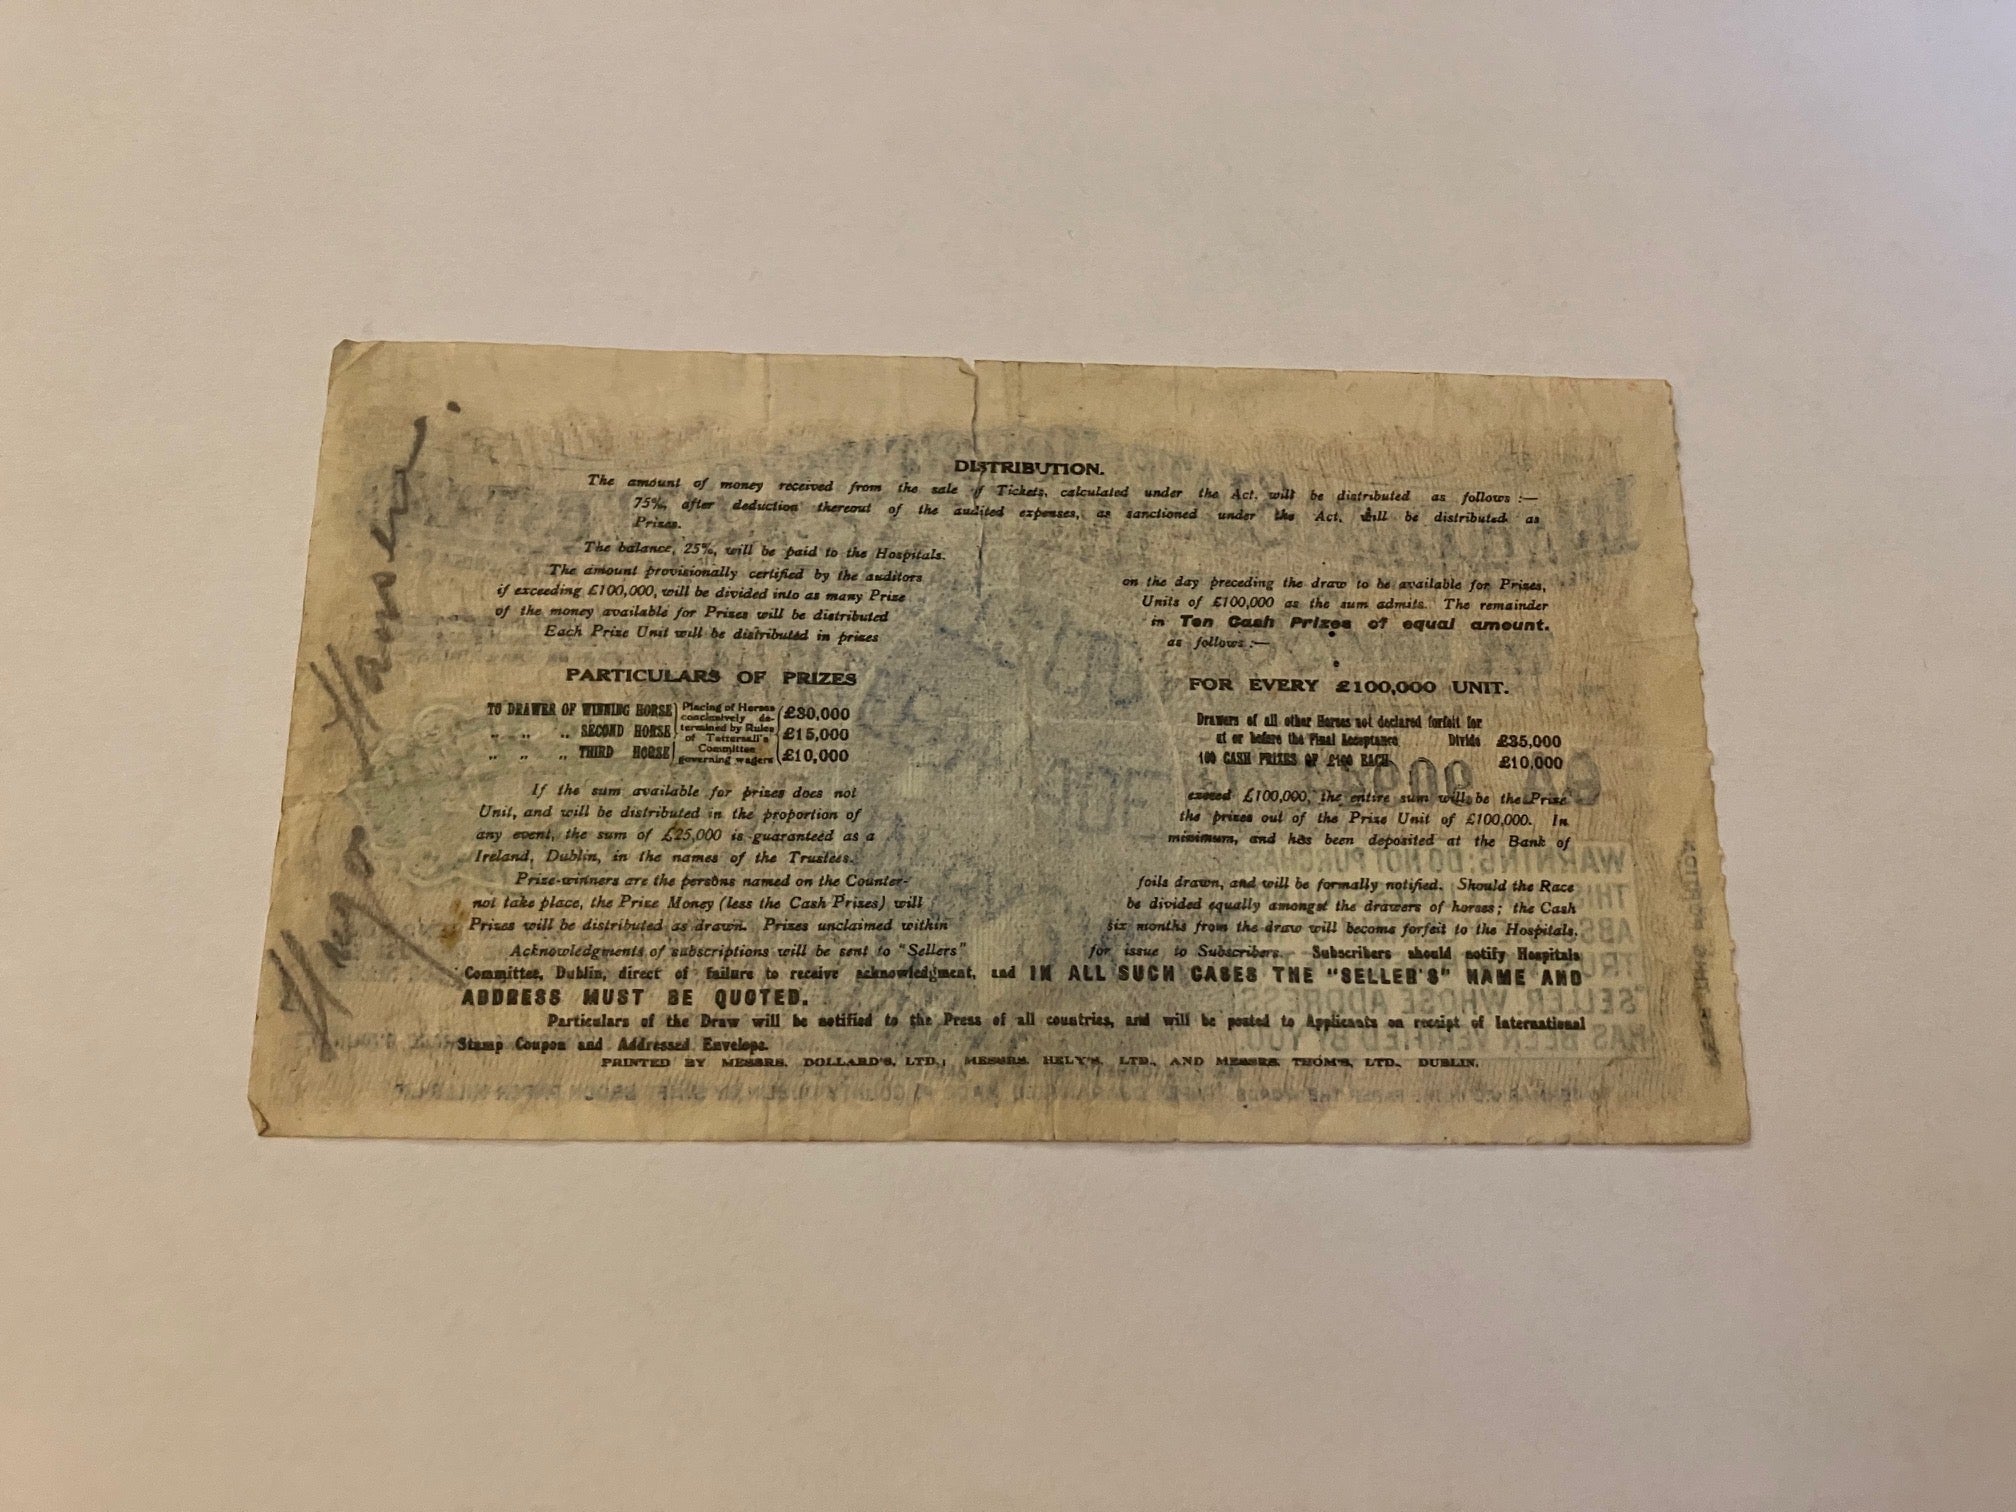 DISTRIBUTION.
The amount of money received from the sale of Tickets, calculated under the Act, will be distributed as follows :—
75%, after deduction thereout of the audited expenses, as sanctioned under the Act, will be distributed as
Prizes.
The balance, 25%, will be paid to the Hospitals.
The amount provisionally certified by the auditors on the day preceding the draw to be available for Prizes,
if exceeding £100,000, will be divided into as many Prize Units of £100,000 as the sum admits. The remainder
of the money available for Prizes will be distributed in Ten Cash Prizes of equal amount.
Each Prize Unit will be distributed in prizes as follows :—
PARTICULARS OF PRIZES FOR EVERY £100,000 UNIT.
TO DRAWER OF WINNING HORSE £30,000
„ „ „ SECOND HORSE £15,000
„ „ „ THIRD HORSE £10,000
Placing of Horses
conclusively de-
termined by Rules
of Tattersall's
Committee
governing wagers
Drawers of all other Horses not declared forfeit for
at or before the Final Acceptance Divide £35,000
100 CASH PRIZES OF £100 EACH £10,000
If the sum available for prizes does not exceed £100,000, the entire sum will be the Prize
Unit, and will be distributed in the proportion of the prizes out of the Prize Unit of £100,000. In
any event, the sum of £25,000 is guaranteed as a minimum, and has been deposited at the Bank of
Ireland, Dublin, in the names of the Trustees.
Prize-winners are the persons named on the Counter-foils drawn, and will be formally notified. Should the Race
not take place, the Prize Money (less the Cash Prizes) will be divided equally amongst the drawers of horses; the Cash
Prizes will be distributed as drawn. Prizes unclaimed within six months from the draw will become forfeit to the Hospitals.
Acknowledgments of subscriptions will be sent to "Sellers" for issue to Subscribers. Subscribers should notify Hospitals
Committee, Dublin, direct of failure to receive acknowledgment, and IN ALL SUCH CASES THE "SELLER'S" NAME AND
ADDRESS MUST BE QUOTED.
Particulars of the Draw will be notified to the Press of all countries, and will be posted to Applicants on receipt of International
Stamp Coupon and Addressed Envelope.
PRINTED BY MESSRS. DOLLARD'S, LTD.; MESSRS. HELY'S, LTD., AND MESSRS. THOM'S, LTD., DUBLIN.
Hugo Hansen.